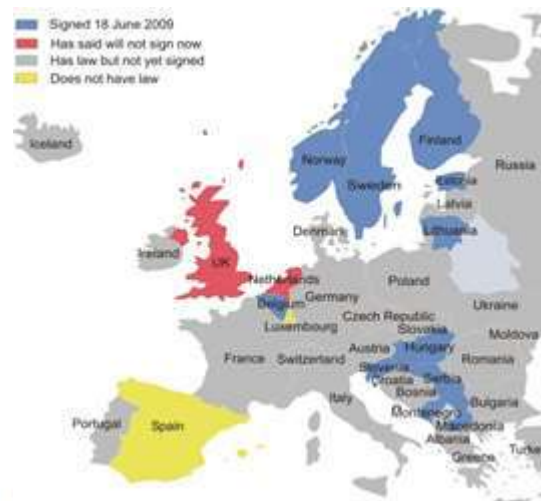 Signed 18 June 2009
Has said will not sign now
Has law but not yet signed
Does not have law
Iceland
Norway
Sweden
Finland
Russia
Estonia
Latvia
Lithuania
Denmark
Ireland
UK
Netherlands
Belgium
Germany
Poland
Luxembourg
Czech Republic
Ukraine
Slovakia
Moldova
France
Switzerland
Austria
Hungary
Romania
Slovenia
Croatia
Serbia
Bosnia
Italy
Montenegro
Bulgaria
Macedonia
Albania
Portugal
Spain
Greece
Turke